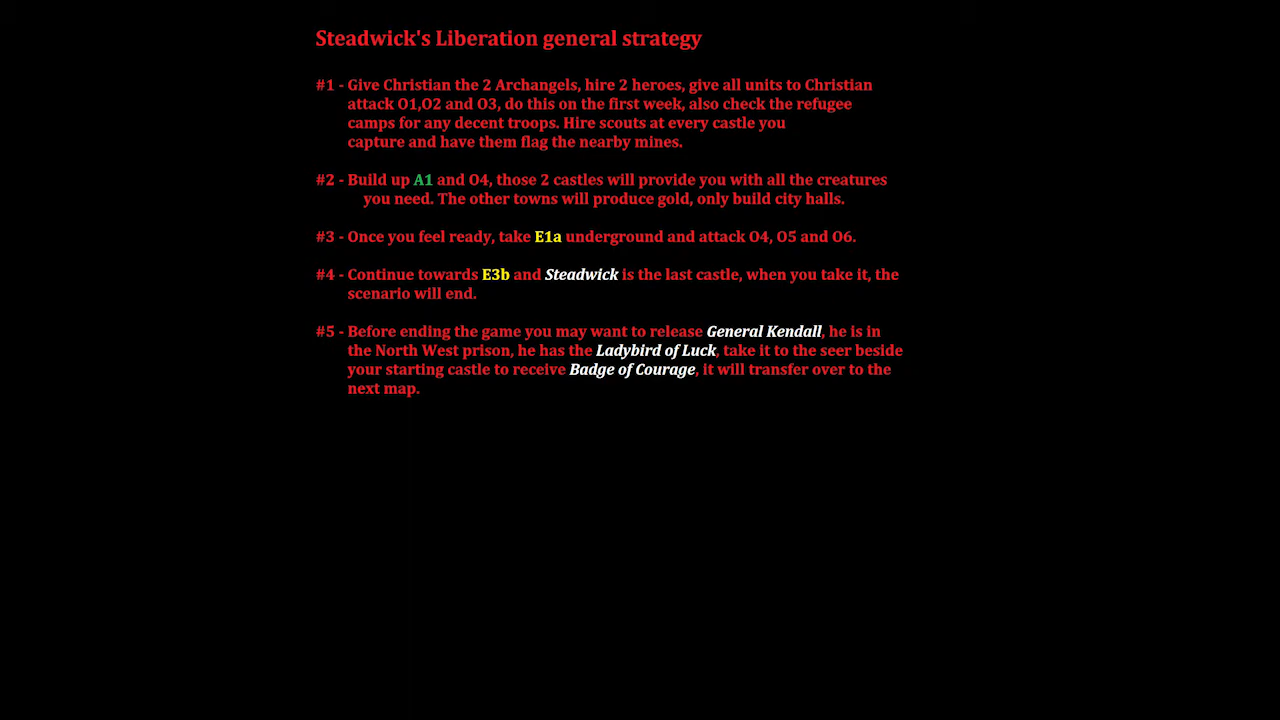 Steadwick's Liberation general strategy
#1 - Give Christian the 2 Archangels, hire 2 heroes, give all units to Christian
attack O1,O2 and O3, do this on the first week, also check the refugee
camps for any decent troops. Hire scouts at every castle you
capture and have them flag the nearby mines.
#2 - Build up A1 and O4, those 2 castles will provide you with all the creatures
you need. The other towns will produce gold, only build city halls.
#3 - Once you feel ready, take E1a underground and attack O4, O5 and O6.
#4 - Continue towards E3b and Steadwick is the last castle, when you take it, the
scenario will end.
#5 - Before ending the game you may want to release General Kendall, he is in
the North West prison, he has the Ladybird of Luck, take it to the seer beside
your starting castle to receive Badge of Courage, it will transfer over to the
next map.